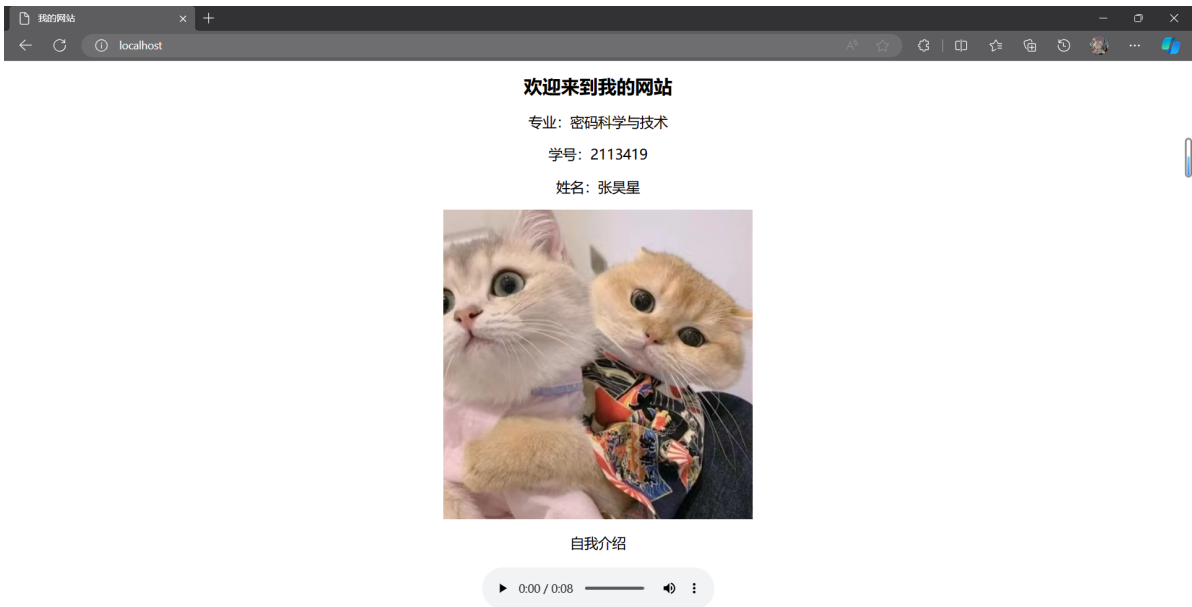 我的网站
localhost
欢迎来到我的网站
专业：密码科学与技术
学号：2113419
姓名：张昊星
自我介绍
0:00 / 0:08